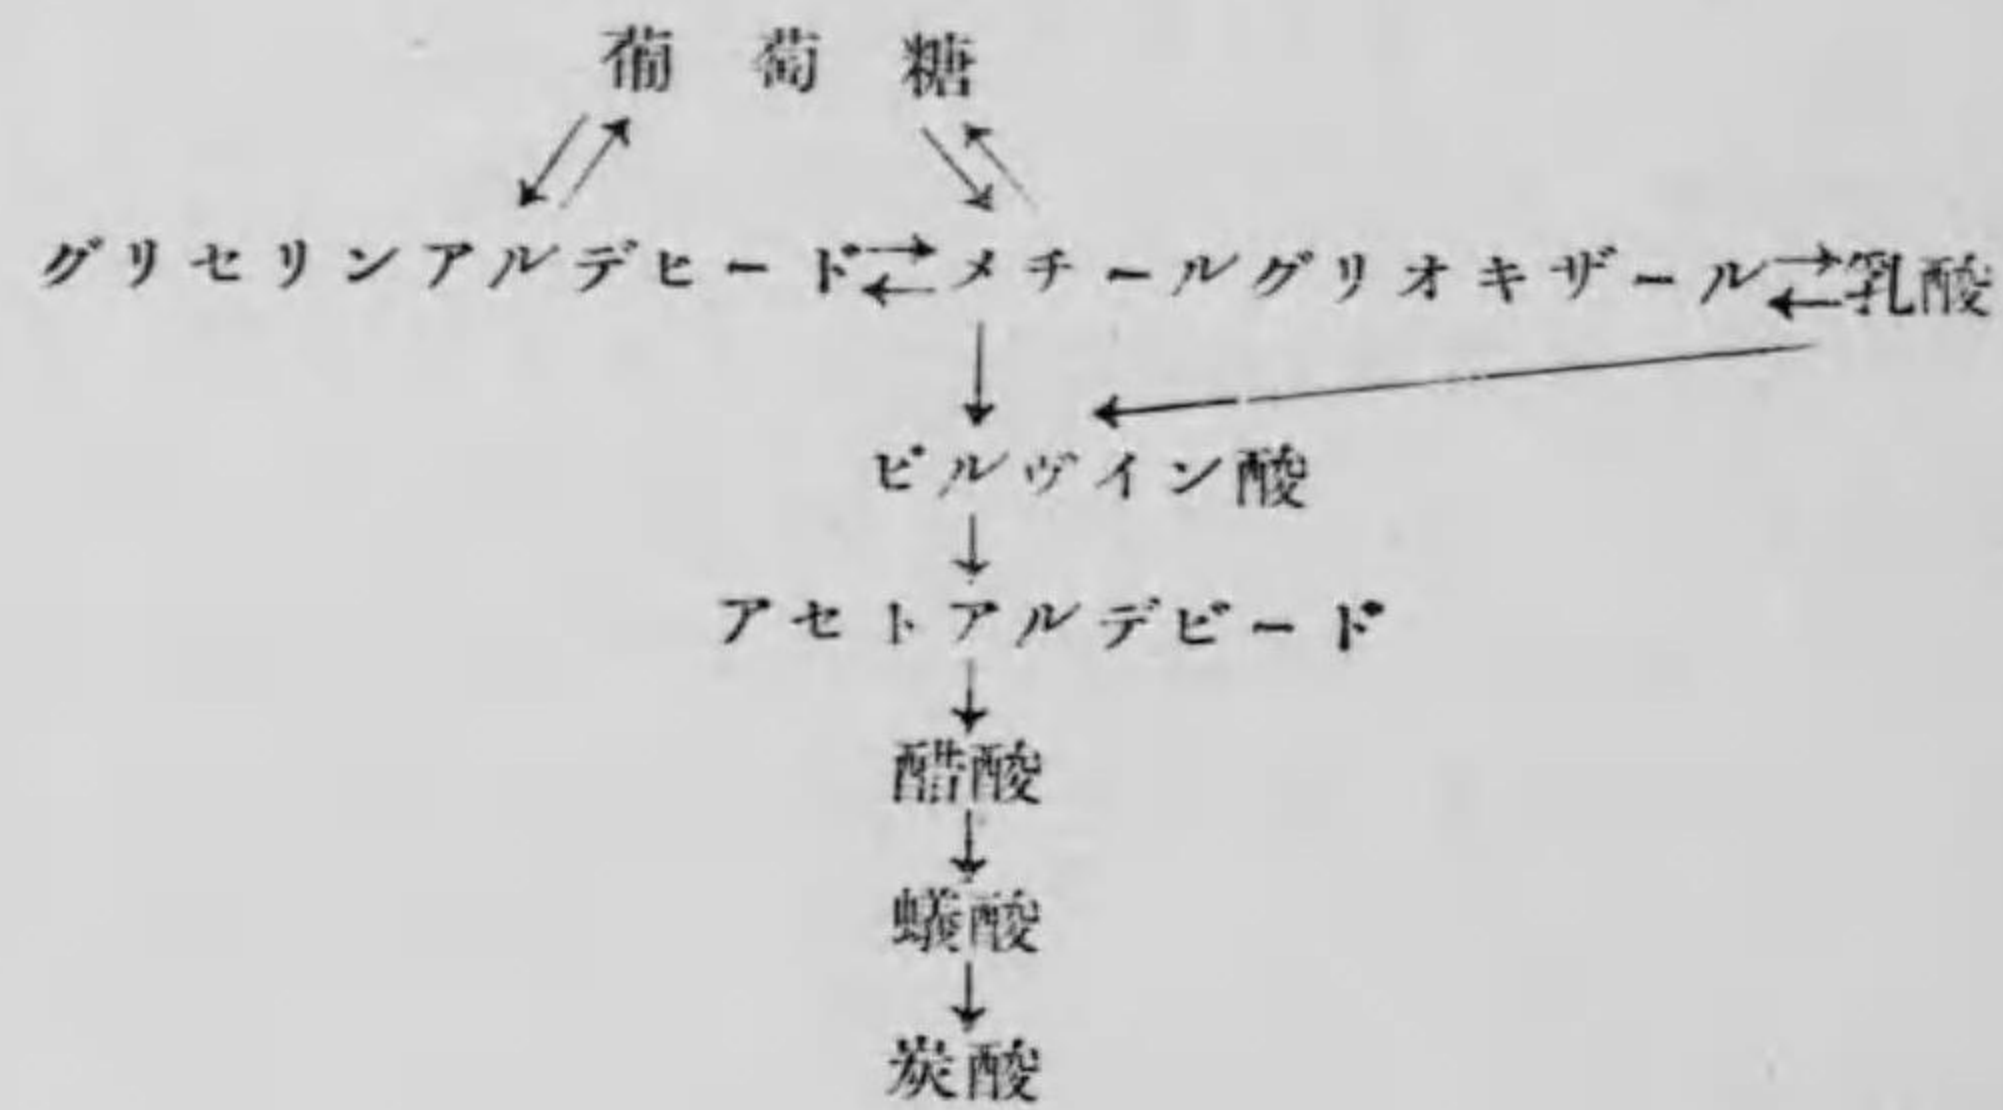 葡萄糖
グリセリンアルデヒード⇄メチールグリオキザール⇄乳酸
ピルヴイン酸
アセトアルデビード
醋酸
蟻酸
炭酸